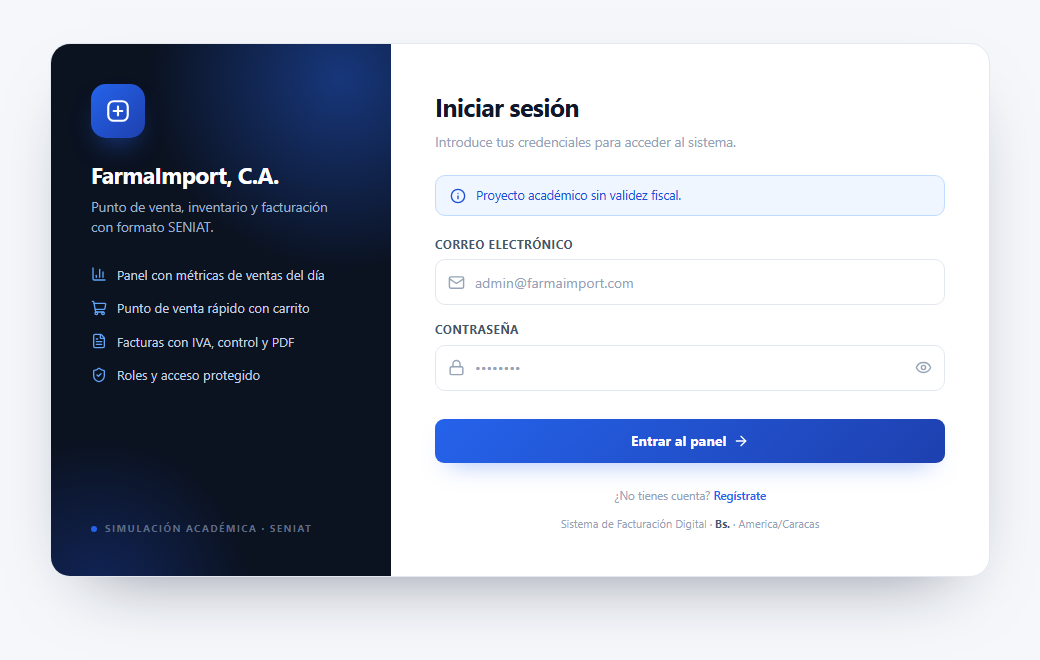 FarmaImport, C.A.
Punto de venta, inventario y facturación
con formato SENIAT.
Panel con métricas de ventas del día
Punto de venta rápido con carrito
Facturas con IVA, control y PDF
Roles y acceso protegido
SIMULACIÓN ACADÉMICA · SENIAT
Iniciar sesión
Introduce tus credenciales para acceder al sistema.
Proyecto académico sin validez fiscal.
CORREO ELECTRÓNICO
admin@farmaimport.com
CONTRASEÑA
••••••••
Entrar al panel →
¿No tienes cuenta? Regístrate
Sistema de Facturación Digital · Bs. · America/Caracas